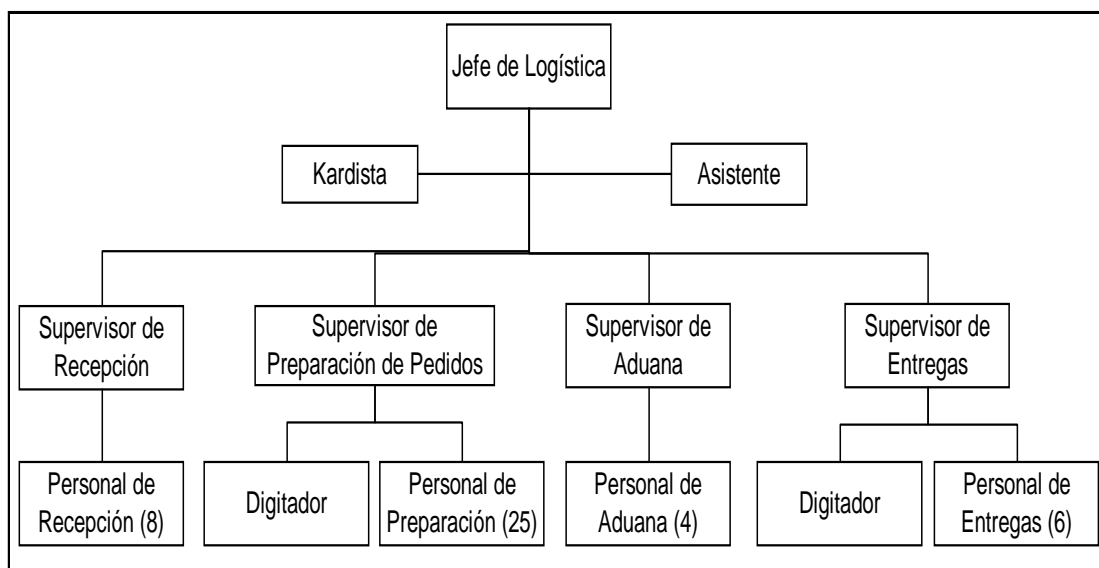 Jefe de Logística
Kardista
Asistente
Supervisor de
Recepción
Supervisor de
Preparación de Pedidos
Supervisor de
Aduana
Supervisor de
Entregas
Personal de
Recepción (8)
Digitador
Personal de
Preparación (25)
Personal de
Aduana (4)
Digitador
Personal de
Entregas (6)